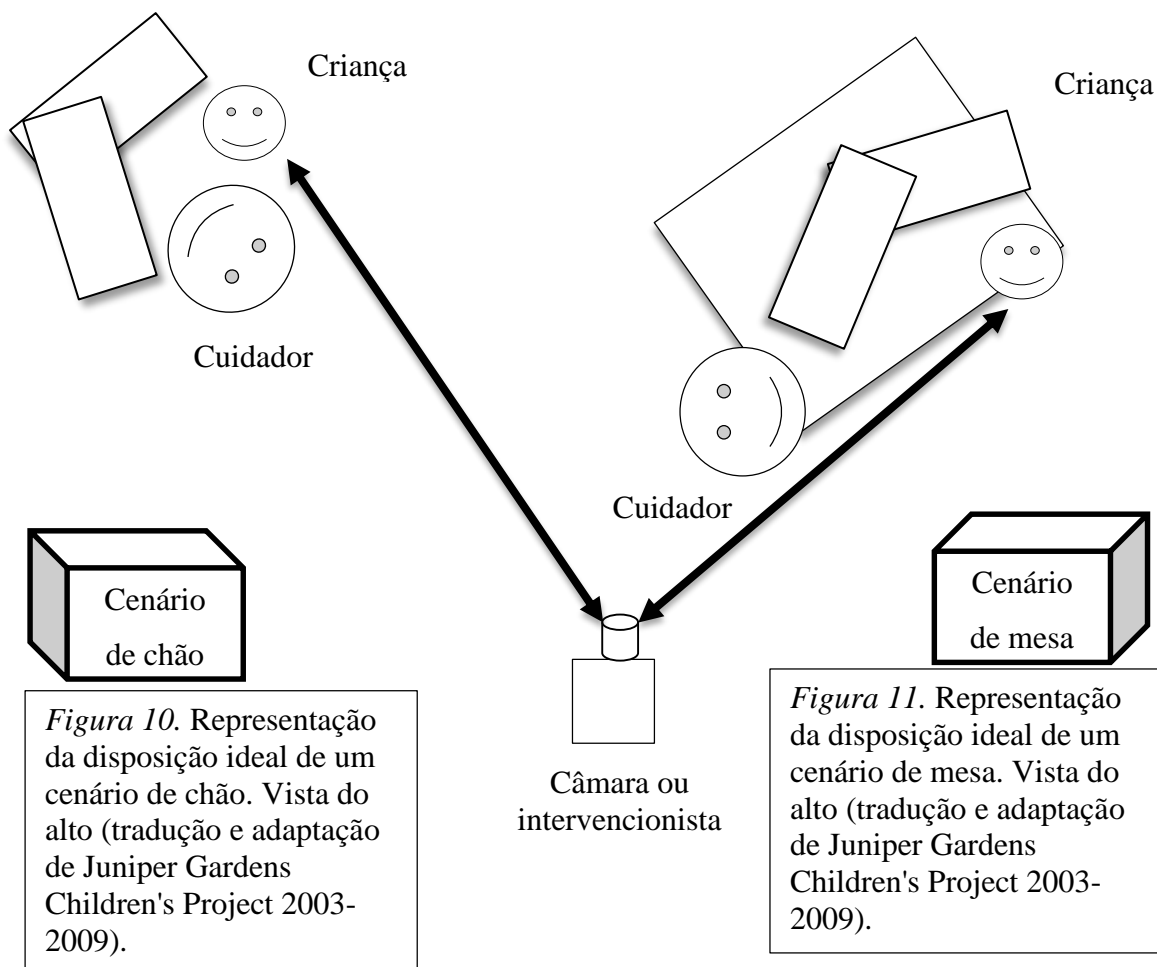 Criança
Criança
Cuidador
Cuidador
Cenário
de chão
Cenário
de mesa
Figura 10. Representação
da disposição ideal de um
cenário de chão. Vista do
alto (tradução e adaptação
de Juniper Gardens
Children's Project 2003-
2009).
Câmara ou
intervencionista
Figura 11. Representação
da disposição ideal de um
cenário de mesa. Vista do
alto (tradução e adaptação
de Juniper Gardens
Children's Project 2003-
2009).